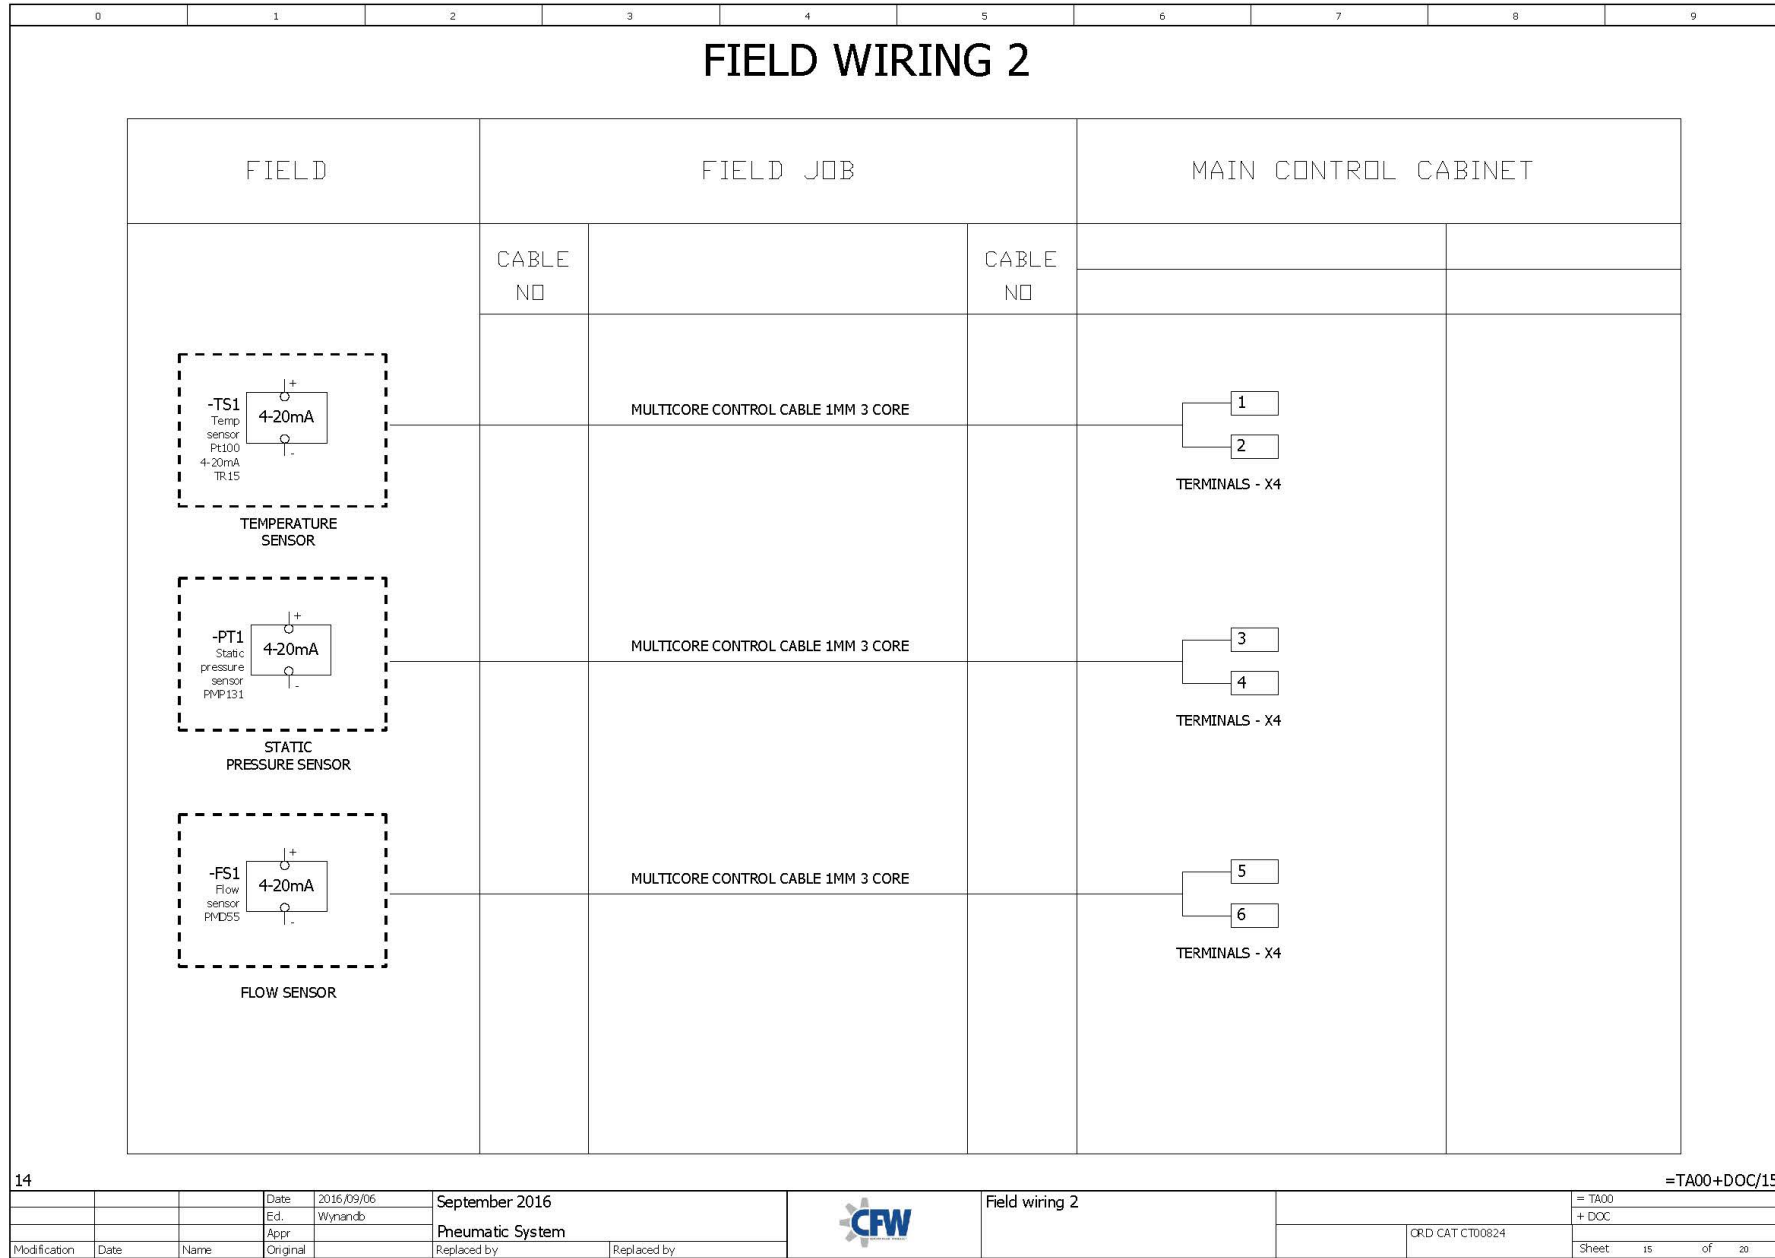 0 1 2 3 4 5 6 7 8 9
FIELD WIRING 2
FIELD FIELD JOB MAIN CONTROL CABINET
CABLE
NO
CABLE
NO
-TS1
Temp
sensor
Pt100
4-20mA
TR15
+
4-20mA
-
TEMPERATURE
SENSOR
MULTICORE CONTROL CABLE 1MM 3 CORE
1
2
TERMINALS - X4
-PT1
Static
pressure
sensor
PMP131
+
4-20mA
-
STATIC
PRESSURE SENSOR
MULTICORE CONTROL CABLE 1MM 3 CORE
3
4
TERMINALS - X4
-FS1
Flow
sensor
PMD55
+
4-20mA
-
FLOW SENSOR
MULTICORE CONTROL CABLE 1MM 3 CORE
5
6
TERMINALS - X4
14
=TA00+DOC/15
Date 2016/09/06
Ed. Wynandb
Appr
Modification Date Name Original
September 2016
Pneumatic System
Replaced by Replaced by
CFW
Field wiring 2
ORD CAT CT00824
= TA00
+ DOC
Sheet 15 of 20